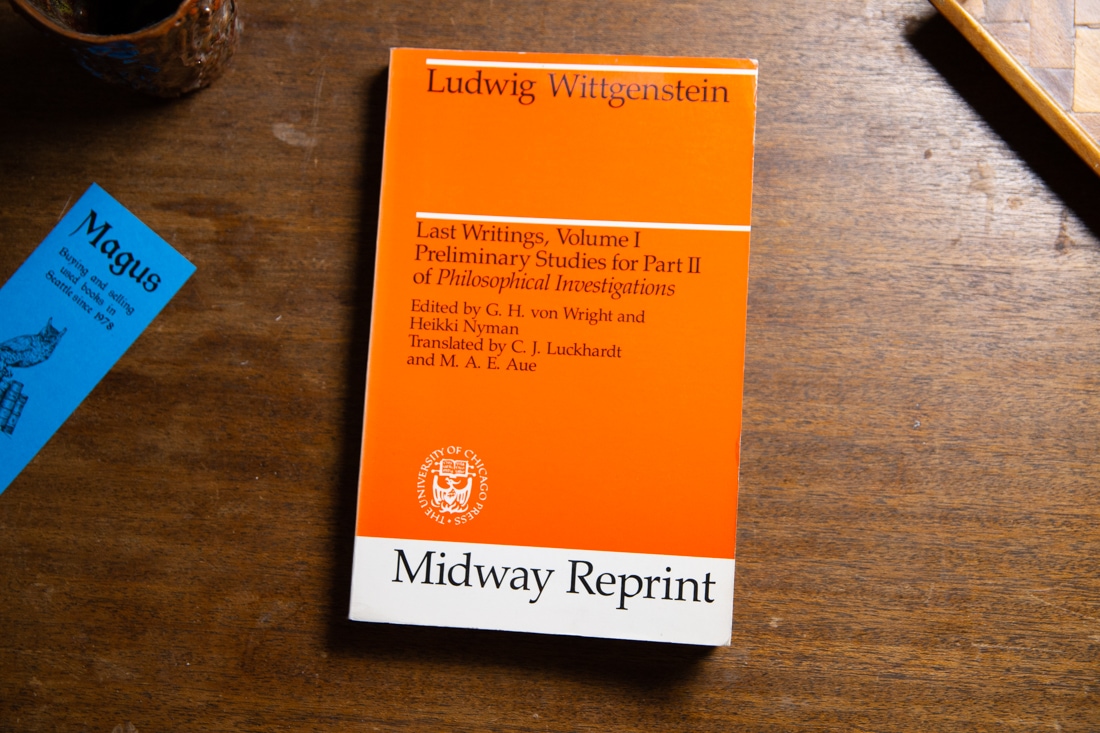 Ludwig Wittgenstein
Last Writings, Volume I
Preliminary Studies for Part II
of Philosophical Investigations
Edited by G. H. von Wright and
Heikki Nyman
Translated by C. J. Luckhardt
and M. A. E. Aue
·THE UNIVERSITY OF CHICAGO PRESS·
Midway Reprint
Magus
Buying and selling
used books in
Seattle since 1978